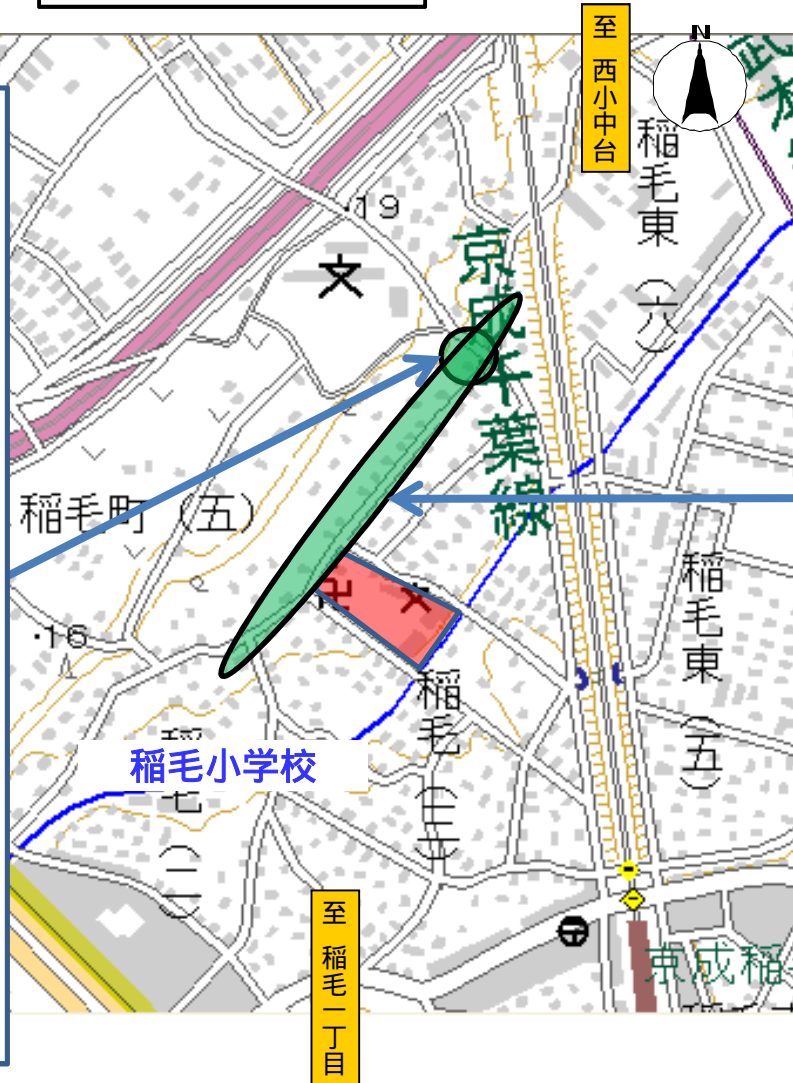 至 西小中台
N
稲毛東(六)
・19
文
京成千葉線
稲毛町(五)
卍
文
・16
稲毛東(五)
稲毛(三)
稲毛小学校
稲毛(二)
至 稲毛一丁目
京成稲